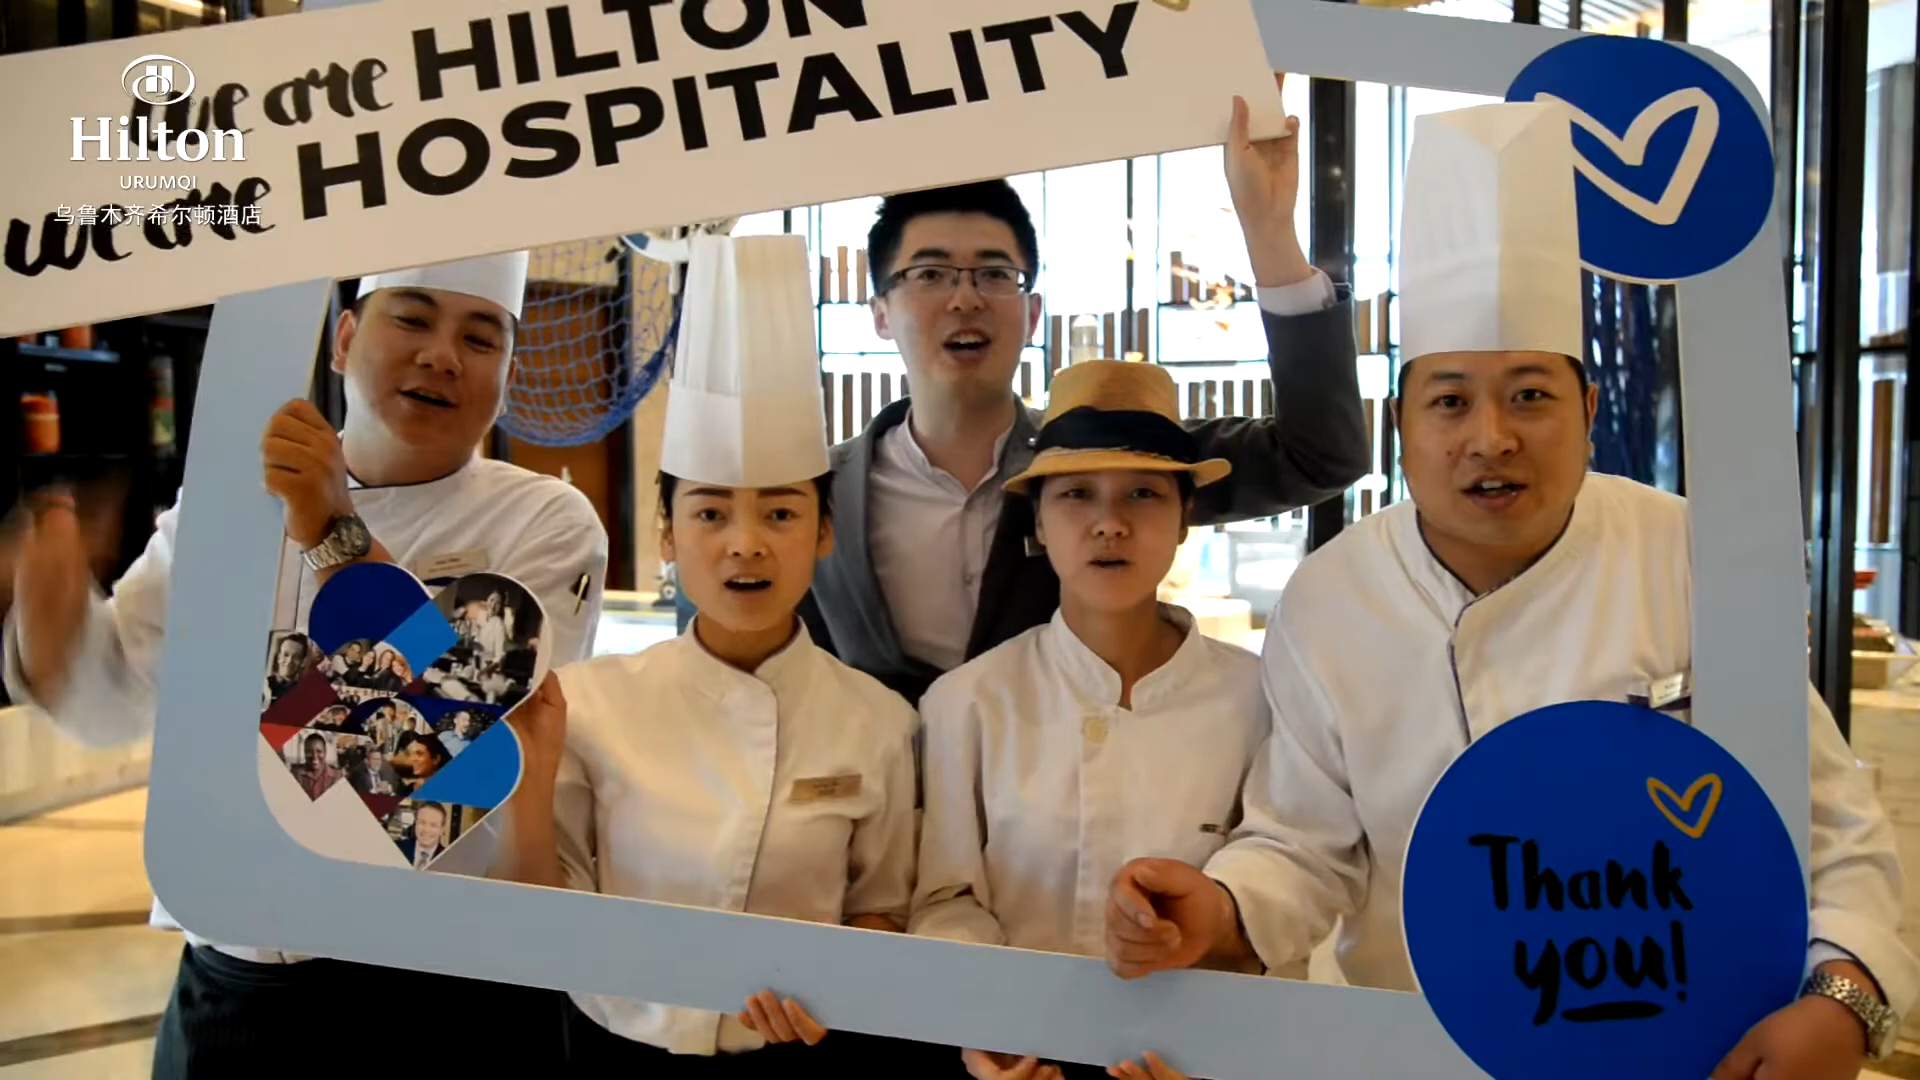 We are HILTON
we are HOSPITALITY
Hilton
URUMQI
乌鲁木齐希尔顿酒店
Thank
you!